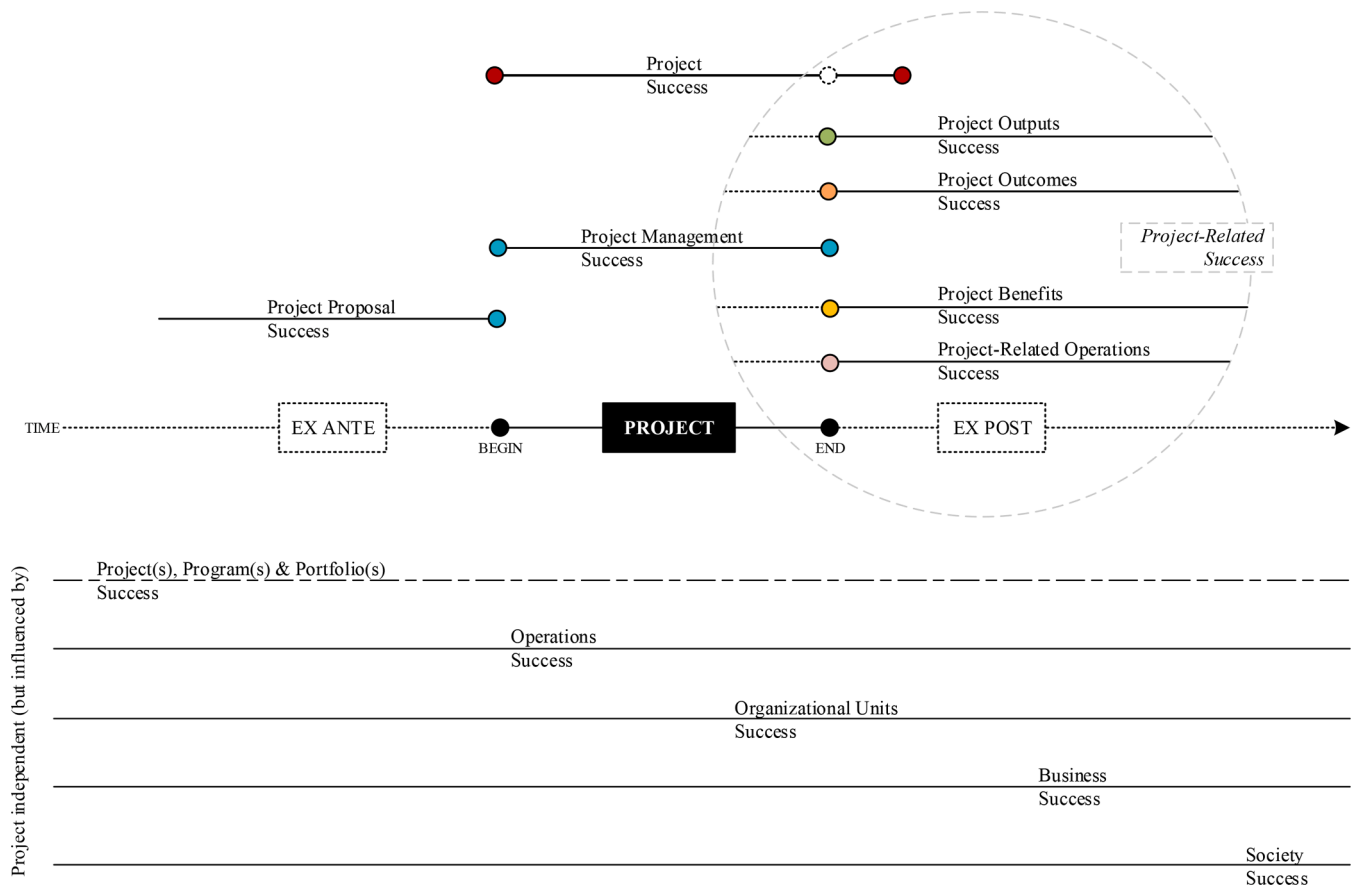 Project
Success
Project Outputs
Success
Project Outcomes
Success
Project Management
Success
Project-Related
Success
Project Proposal
Success
Project Benefits
Success
Project-Related Operations
Success
TIME
EX ANTE
PROJECT
EX POST
BEGIN
END
Project independent (but influenced by)
Project(s), Program(s) & Portfolio(s)
Success
Operations
Success
Organizational Units
Success
Business
Success
Society
Success